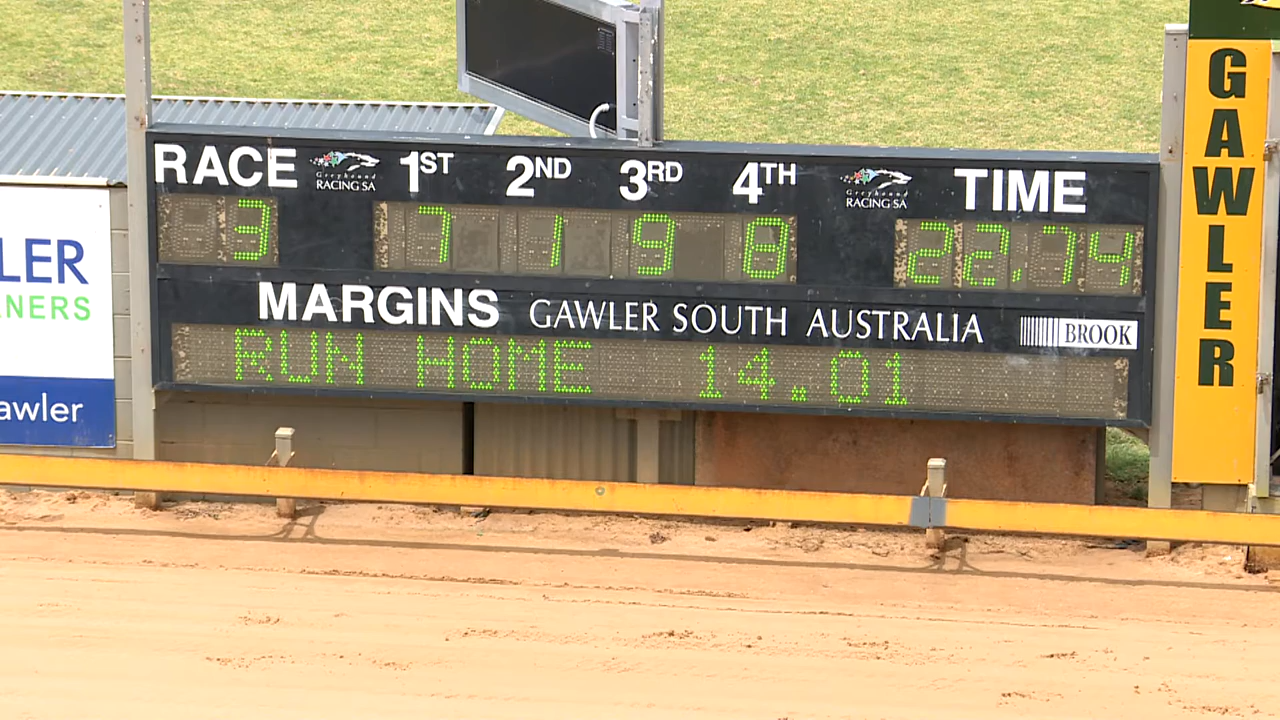 RACE Greyhound RACING SA 1ST 2ND 3RD 4TH Greyhound RACING SA TIME
3 7 1 9 8 22.74
MARGINS GAWLER SOUTH AUSTRALIA BROOK
RUN HOME 14.01
LER
NERS
awler
GAWLER